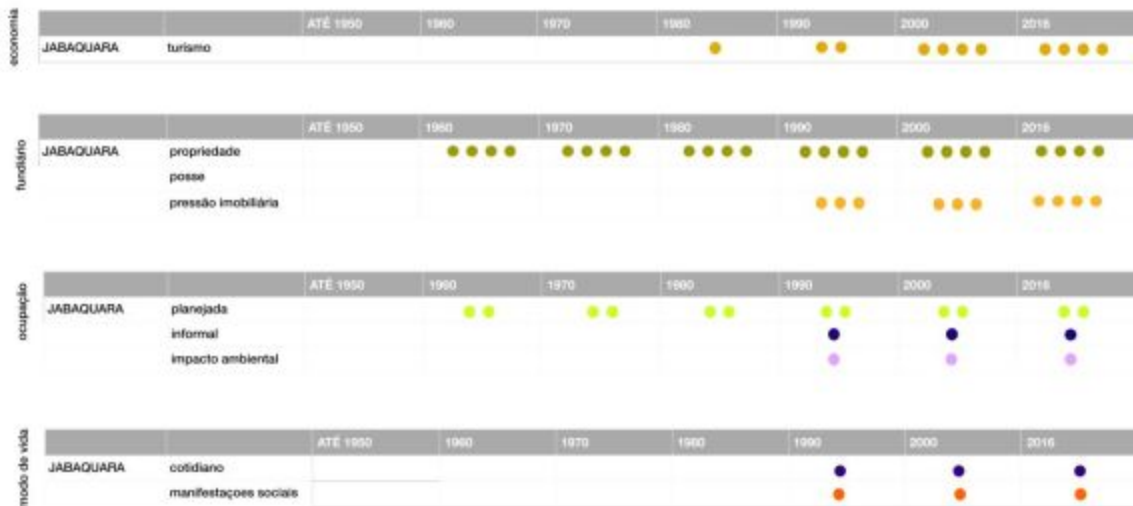 economia
ATÉ 1950 1960 1970 1980 1990 2000 2016
JABAQUARA turismo
fundiário
ATÉ 1950 1960 1970 1980 1990 2000 2016
JABAQUARA propriedade
posse
pressão imobiliária
ocupação
ATÉ 1950 1960 1970 1980 1990 2000 2016
JABAQUARA planejada
informal
impacto ambiental
modo de vida
ATÉ 1950 1960 1970 1980 1990 2000 2016
JABAQUARA cotidiano
manifestaçoes sociais